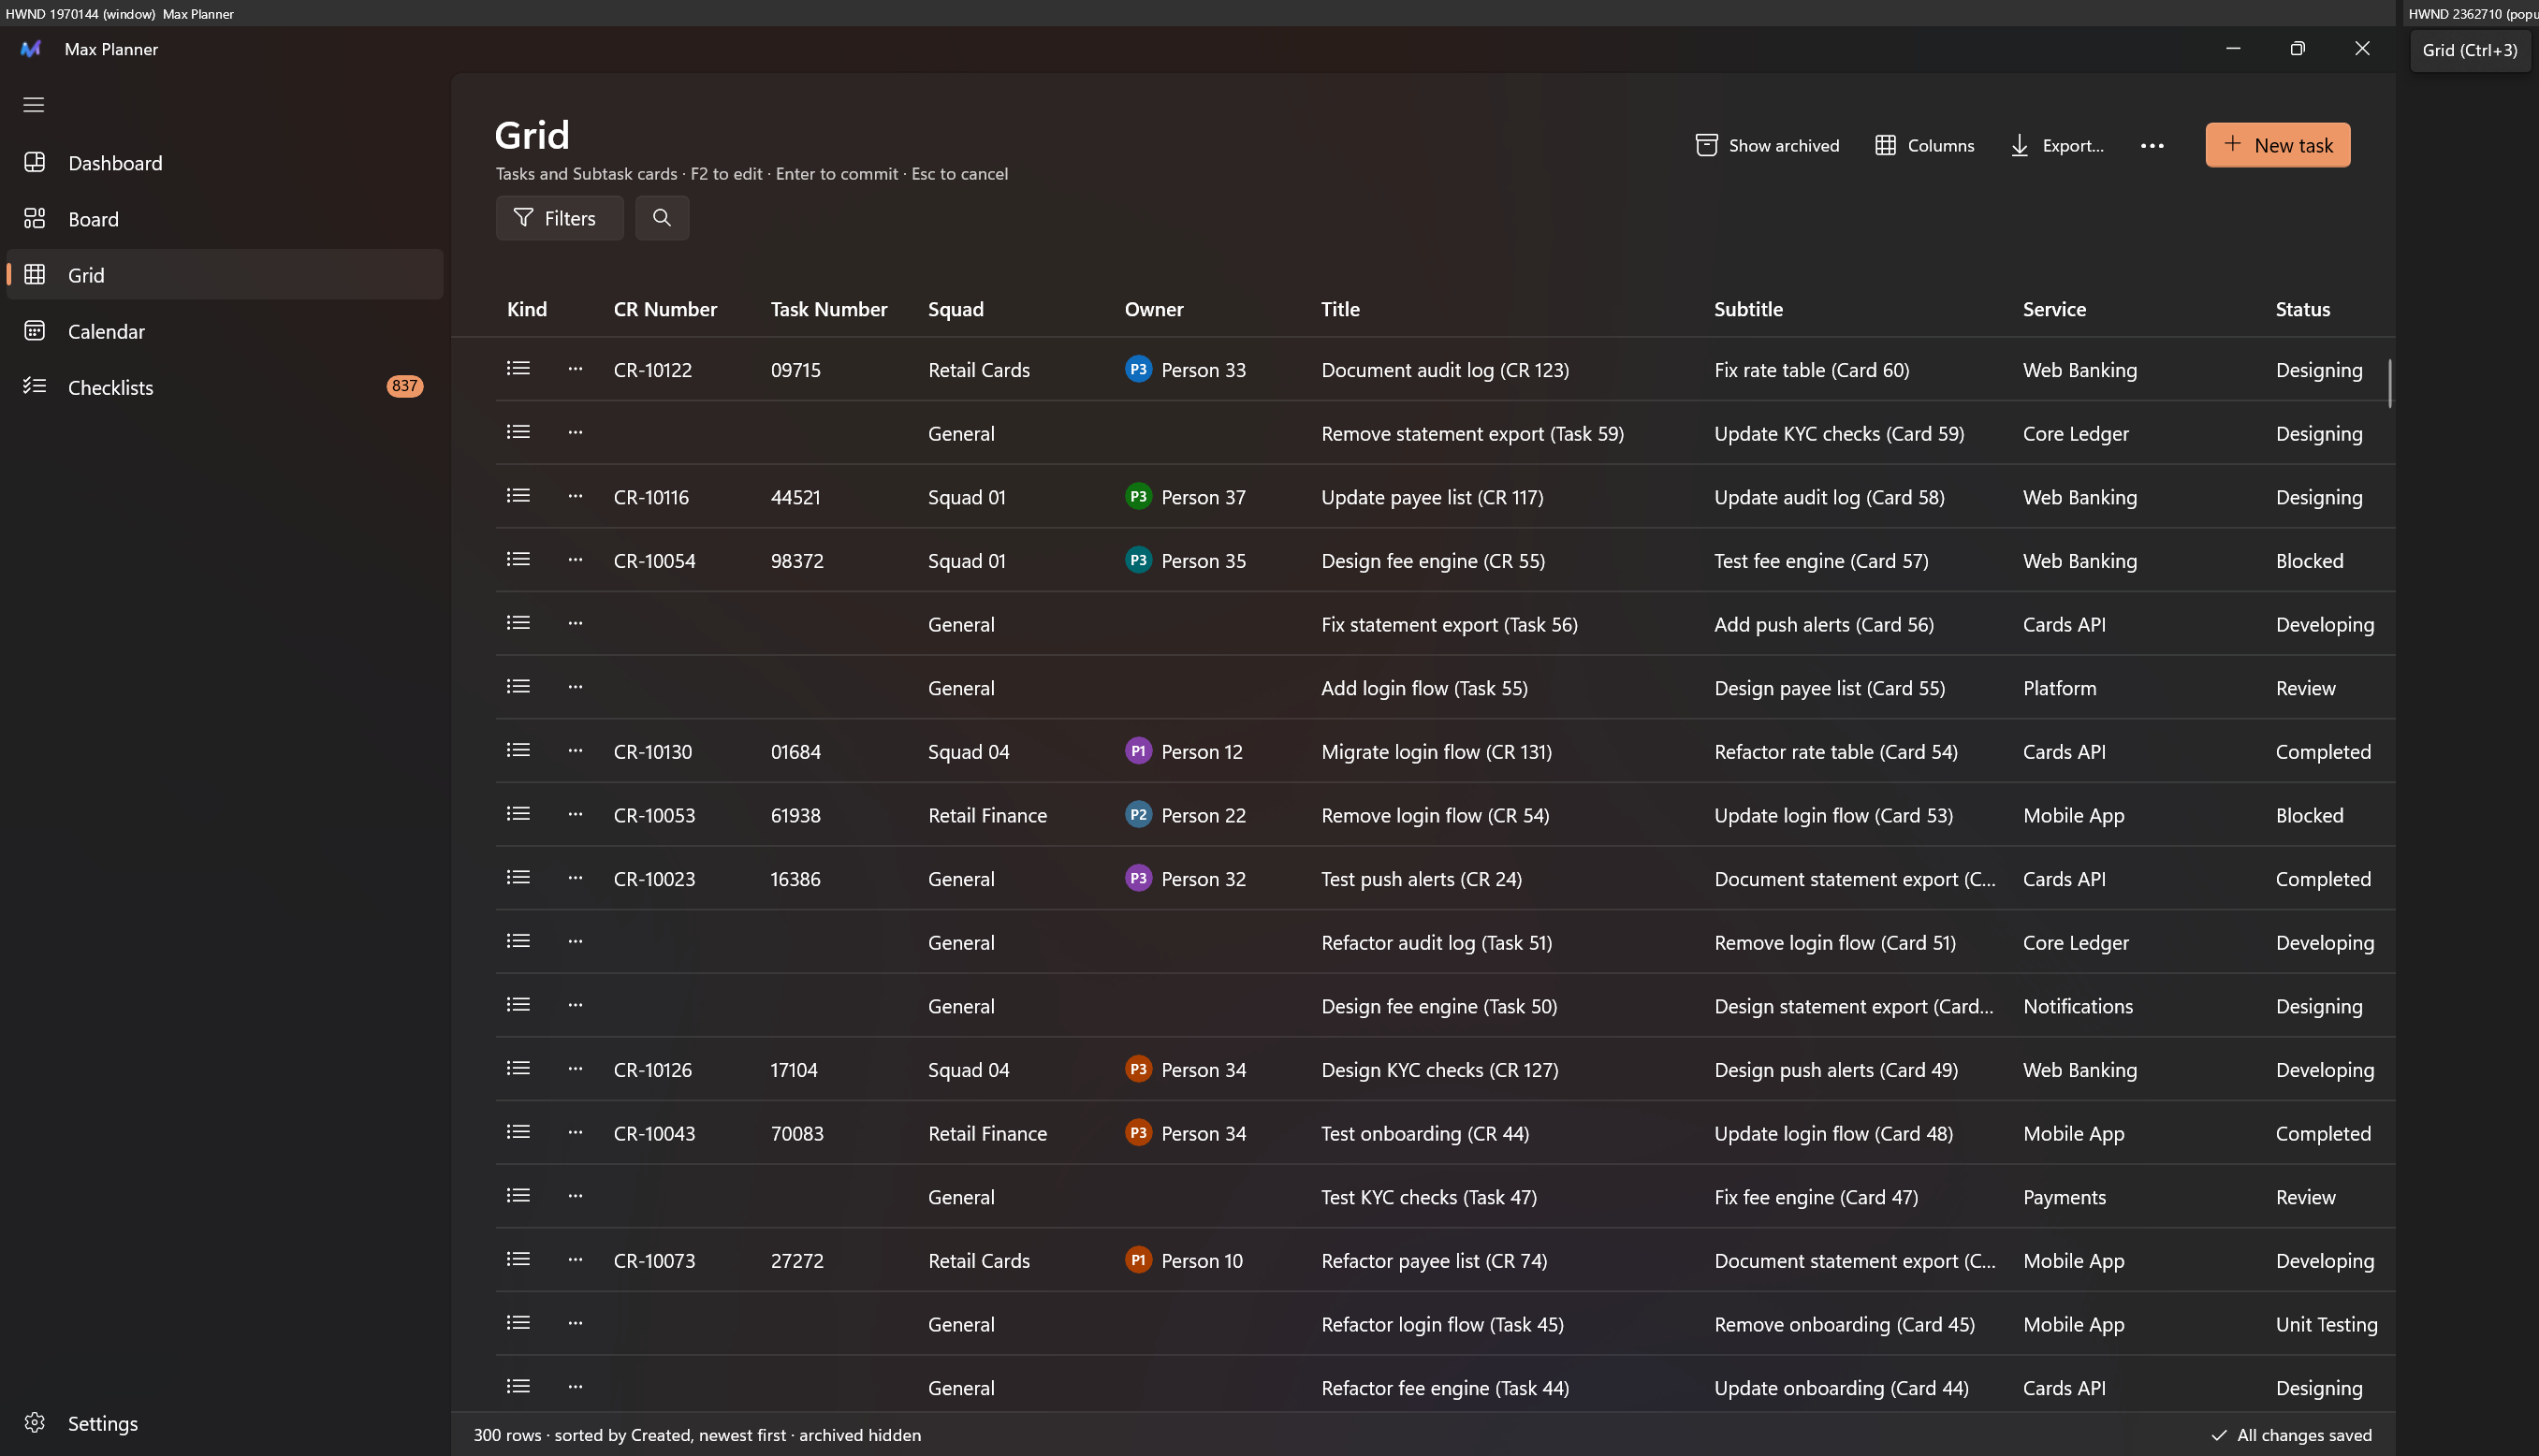 HWND 1970144 (window) Max Planner
HWND 2362710 (popu
Max Planner
Grid (Ctrl+3)
Dashboard
Board
Grid
Calendar
Checklists 837
Settings
Grid
Tasks and Subtask cards · F2 to edit · Enter to commit · Esc to cancel
Show archived Columns Export... New task
Filters
Kind CR Number Task Number Squad Owner Title Subtitle Service Status
CR-10122 09715 Retail Cards P3 Person 33 Document audit log (CR 123) Fix rate table (Card 60) Web Banking Designing
General Remove statement export (Task 59) Update KYC checks (Card 59) Core Ledger Designing
CR-10116 44521 Squad 01 P3 Person 37 Update payee list (CR 117) Update audit log (Card 58) Web Banking Designing
CR-10054 98372 Squad 01 P3 Person 35 Design fee engine (CR 55) Test fee engine (Card 57) Web Banking Blocked
General Fix statement export (Task 56) Add push alerts (Card 56) Cards API Developing
General Add login flow (Task 55) Design payee list (Card 55) Platform Review
CR-10130 01684 Squad 04 P1 Person 12 Migrate login flow (CR 131) Refactor rate table (Card 54) Cards API Completed
CR-10053 61938 Retail Finance P2 Person 22 Remove login flow (CR 54) Update login flow (Card 53) Mobile App Blocked
CR-10023 16386 General P3 Person 32 Test push alerts (CR 24) Document statement export (C... Cards API Completed
General Refactor audit log (Task 51) Remove login flow (Card 51) Core Ledger Developing
General Design fee engine (Task 50) Design statement export (Card... Notifications Designing
CR-10126 17104 Squad 04 P3 Person 34 Design KYC checks (CR 127) Design push alerts (Card 49) Web Banking Developing
CR-10043 70083 Retail Finance P3 Person 34 Test onboarding (CR 44) Update login flow (Card 48) Mobile App Completed
General Test KYC checks (Task 47) Fix fee engine (Card 47) Payments Review
CR-10073 27272 Retail Cards P1 Person 10 Refactor payee list (CR 74) Document statement export (C... Mobile App Developing
General Refactor login flow (Task 45) Remove onboarding (Card 45) Mobile App Unit Testing
General Refactor fee engine (Task 44) Update onboarding (Card 44) Cards API Designing
300 rows · sorted by Created, newest first · archived hidden
All changes saved